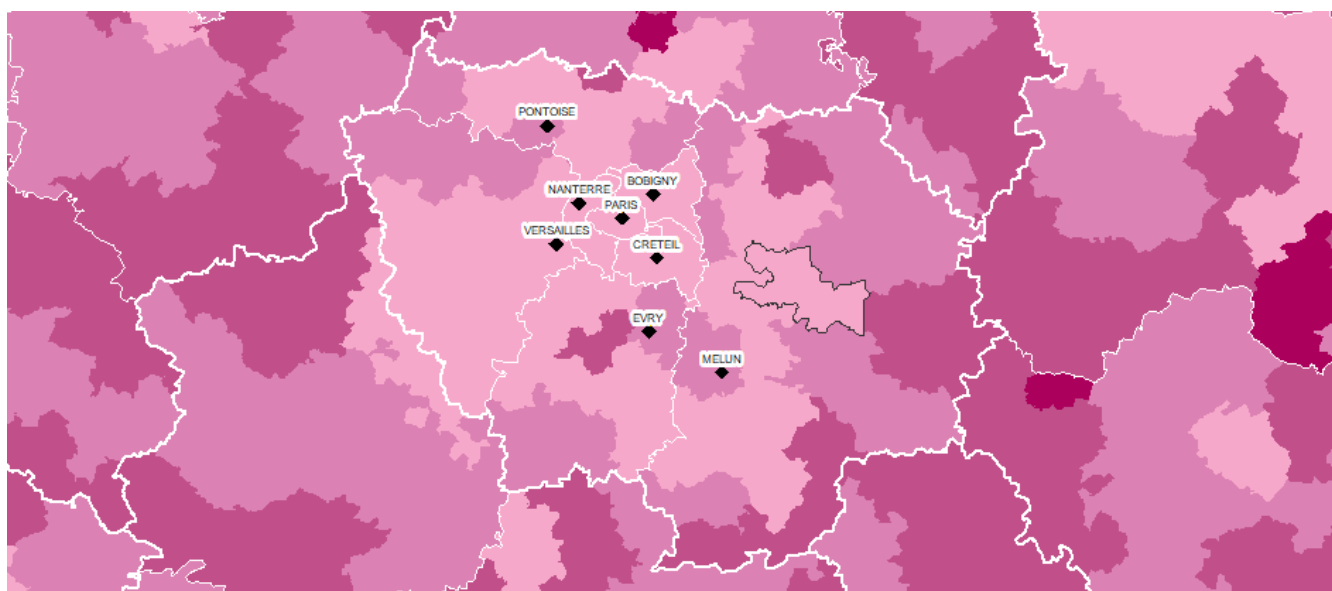 PONTOISE
BOBIGNY
NANTERRE
PARIS
VERSAILLES
CRETEIL
EVRY
MELUN